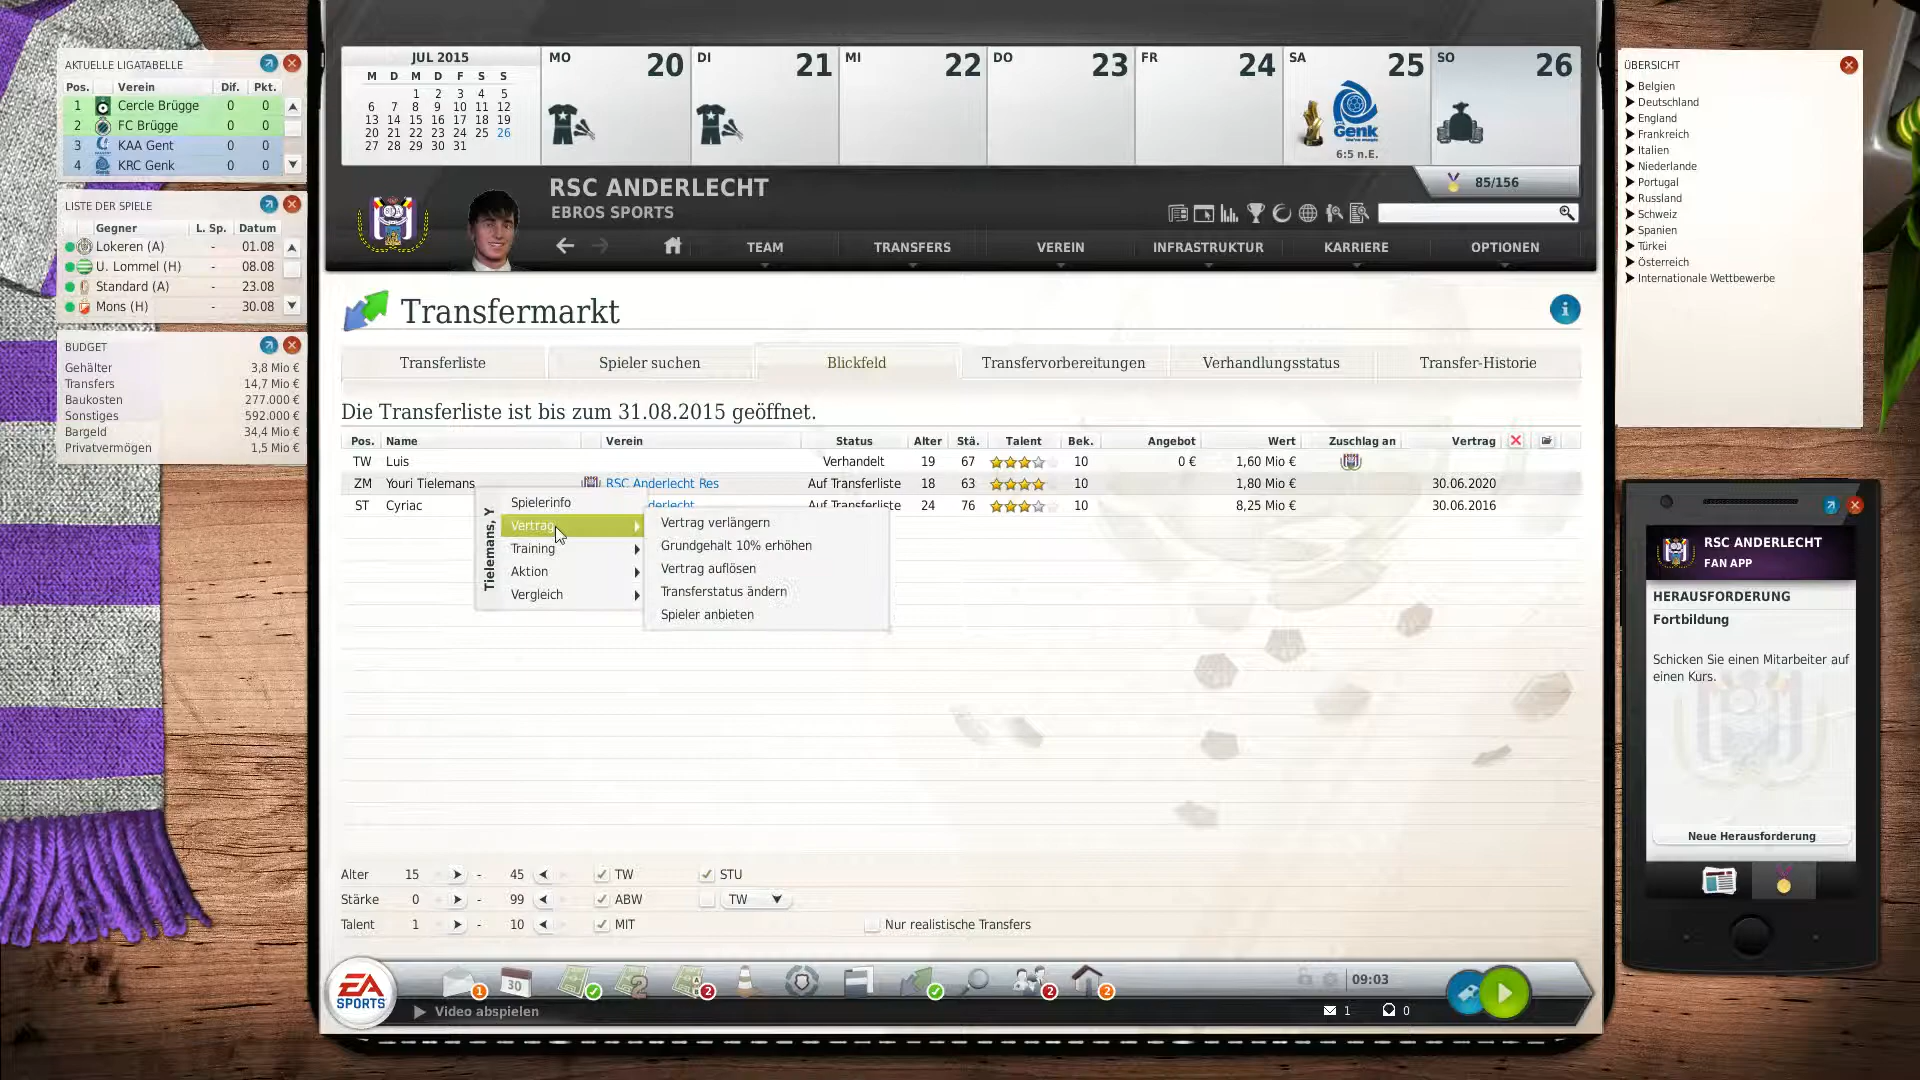 AKTUELLE LIGATABELLE
Pos. Verein Dif. Pkt.
1 Cercle Brügge 0 0
2 FC Brügge 0 0
3 KAA Gent 0 0
4 KRC Genk 0 0
LISTE DER SPIELE
Gegner L. Sp. Datum
Lokeren (A) - 01.08
U. Lommel (H) - 08.08
Standard (A) - 23.08
Mons (H) - 30.08
BUDGET
Gehälter 3,8 Mio €
Transfers 14,7 Mio €
Baukosten 277.000 €
Sonstiges 592.000 €
Bargeld 34,4 Mio €
Privatvermögen 1,5 Mio €
JUL 2015
M D M D F S S
1 2 3 4 5
6 7 8 9 10 11 12
13 14 15 16 17 18 19
20 21 22 23 24 25 26
27 28 29 30 31
MO 20 DI 21 MI 22 DO 23 FR 24 SA 25 SO 26
Genk
6:5 n.E.
RSC ANDERLECHT
EBROS SPORTS
85/156
TEAM TRANSFERS VEREIN INFRASTRUKTUR KARRIERE OPTIONEN
Transfermarkt
Transferliste Spieler suchen Blickfeld Transfervorbereitungen Verhandlungsstatus Transfer-Historie
Die Transferliste ist bis zum 31.08.2015 geöffnet.
Pos. Name Verein Status Alter Stä. Talent Bek. Angebot Wert Zuschlag an Vertrag
TW Luis Verhandelt 19 67 10 0 € 1,60 Mio €
ZM Youri Tielemans RSC Anderlecht Res Auf Transferliste 18 63 10 1,80 Mio € 30.06.2020
ST Cyriac derlecht Auf Transferliste 24 76 10 8,25 Mio € 30.06.2016
Tielemans, Y
Spielerinfo
Vertrag
Training
Aktion
Vergleich
Vertrag verlängern
Grundgehalt 10% erhöhen
Vertrag auflösen
Transferstatus ändern
Spieler anbieten
Alter 15 - 45 TW STU
Stärke 0 - 99 ABW TW
Talent 1 - 10 MIT Nur realistische Transfers
EA SPORTS
30
1
2
2
2
2
09:03
Video abspielen
1 0
ÜBERSICHT
Belgien
Deutschland
England
Frankreich
Italien
Niederlande
Portugal
Russland
Schweiz
Spanien
Türkei
Österreich
Internationale Wettbewerbe
RSC ANDERLECHT
FAN APP
HERAUSFORDERUNG
Fortbildung
Schicken Sie einen Mitarbeiter auf
einen Kurs.
Neue Herausforderung